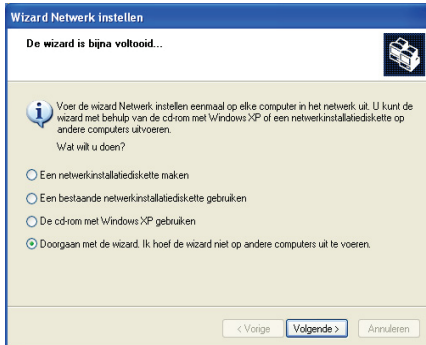 Wizard Netwerk instellen
De wizard is bijna voltooid...
Voer de wizard Netwerk instellen eenmaal op elke computer in het netwerk uit. U kunt de
wizard met behulp van de cd-rom met Windows XP of een netwerkinstallatiediskette op
andere computers uitvoeren.
Wat wilt u doen?
Een netwerkinstallatiediskette maken
Een bestaande netwerkinstallatiediskette gebruiken
De cd-rom met Windows XP gebruiken
Doorgaan met de wizard. Ik hoef de wizard niet op andere computers uit te voeren.
< Vorige Volgende > Annuleren